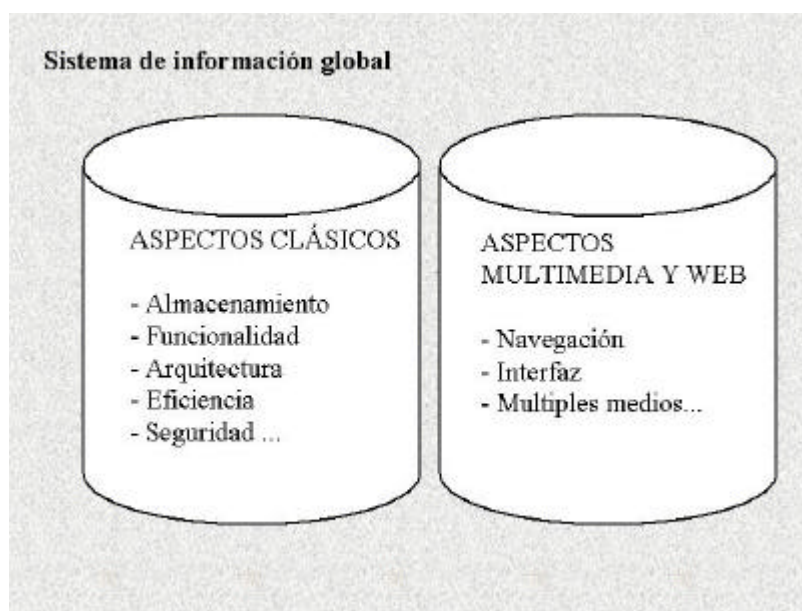 Sistema de información global
ASPECTOS CLÁSICOS
- Almacenamiento
- Funcionalidad
- Arquitectura
- Eficiencia
- Seguridad ...
ASPECTOS
MULTIMEDIA Y WEB
- Navegación
- Interfaz
- Multiples medios...